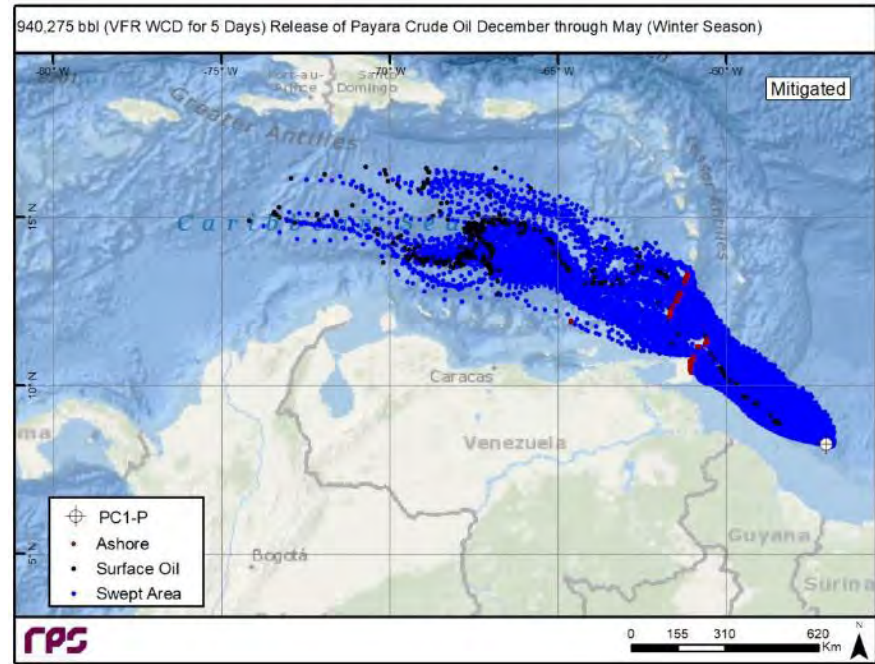 940,275 bbl (VFR WCD for 5 Days) Release of Payara Crude Oil December through May (Winter Season)
80° W
75° W
70° W
65° W
60° W
Port-au-
Prince
Santo
Domingo
Mitigated
Greater Antilles
Lesser Antilles
15° N
Caribbean Sea
10° N
Caracas
Venezuela
Guyana
Surina
5° N
Bogotá
PC1-P
Ashore
Surface Oil
Swept Area
rps
0 155 310 620
Km
N